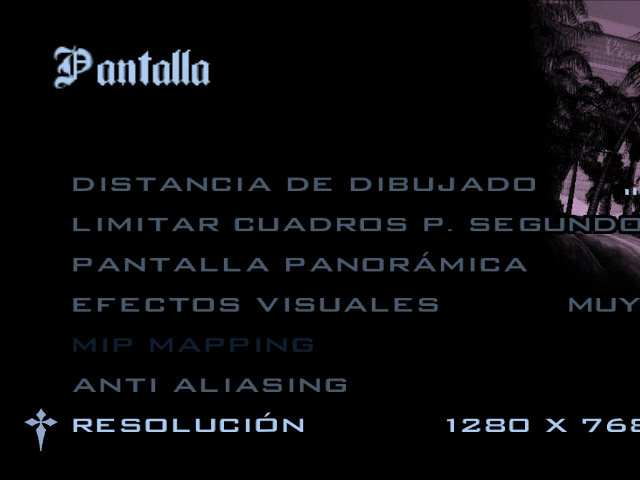 Pantalla
DISTANCIA DE DIBUJADO
LIMITAR CUADROS P. SEGUNDO
PANTALLA PANORÁMICA
EFECTOS VISUALES MUY
MIP MAPPING
ANTI ALIASING
RESOLUCIÓN 1280 X 768